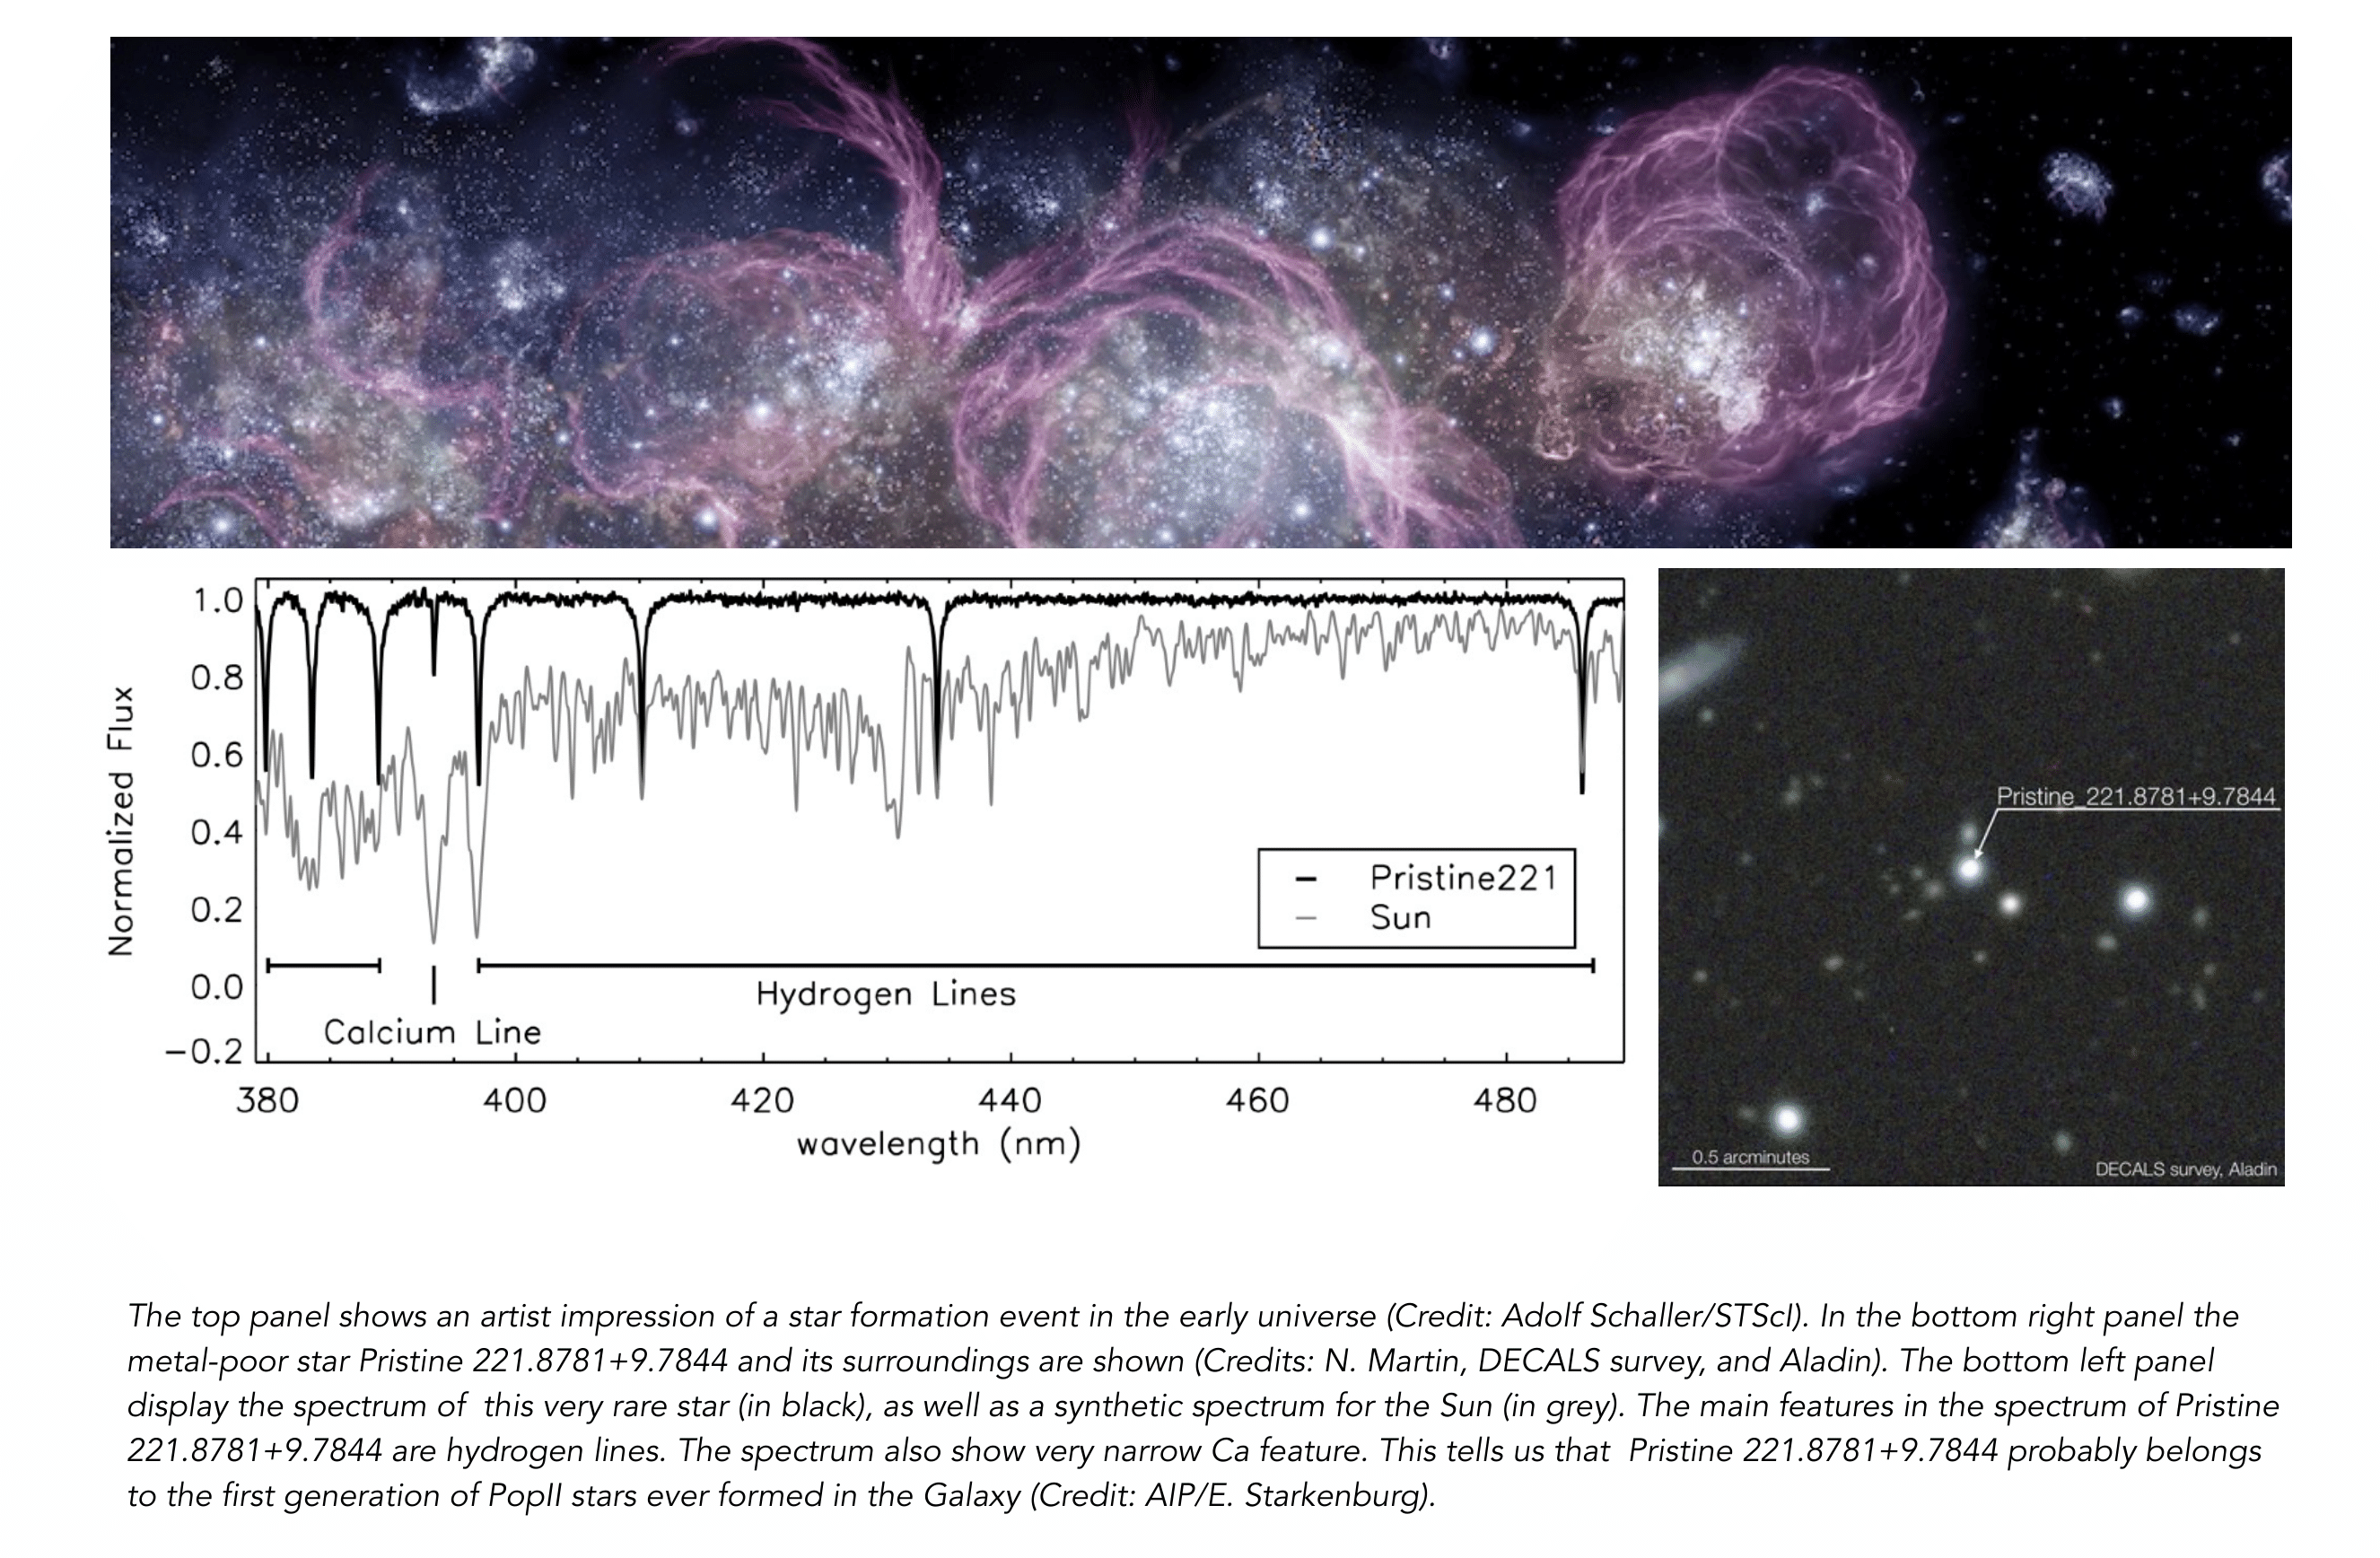 1.0
0.8
0.6
0.4
0.2
0.0
−0.2
Normalized Flux
Pristine221
Sun
Hydrogen Lines
Calcium Line
380 400 420 440 460 480
wavelength (nm)
Pristine_221.8781+9.7844
0.5 arcminutes
DECALS survey, Aladin
The top panel shows an artist impression of a star formation event in the early universe (Credit: Adolf Schaller/STScI). In the bottom right panel the
metal-poor star Pristine 221.8781+9.7844 and its surroundings are shown (Credits: N. Martin, DECALS survey, and Aladin). The bottom left panel
display the spectrum of  this very rare star (in black), as well as a synthetic spectrum for the Sun (in grey). The main features in the spectrum of Pristine
221.8781+9.7844 are hydrogen lines. The spectrum also show very narrow Ca feature. This tells us that  Pristine 221.8781+9.7844 probably belongs
to the first generation of PopII stars ever formed in the Galaxy (Credit: AIP/E. Starkenburg).